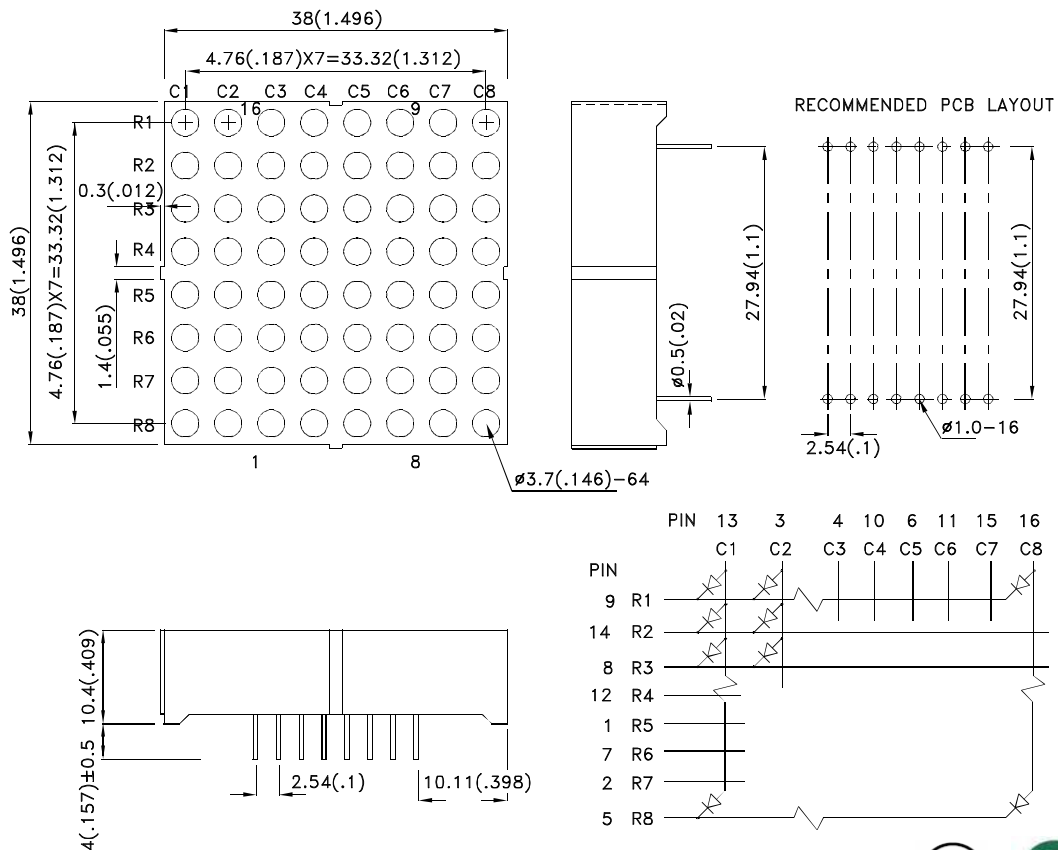 38(1.496)
4.76(.187)X7=33.32(1.312)
C1 C2 C3 C4 C5 C6 C7 C8
16 9
R1
R2
0.3(.012)
R3
R4
R5
R6
R7
R8
38(1.496)
4.76(.187)X7=33.32(1.312)
1.4(.055)
1 8
ø3.7(.146)-64
ø0.5(.02)
27.94(1.1)
RECOMMENDED PCB LAYOUT
27.94(1.1)
ø1.0-16
2.54(.1)
10.4(.409)
4(.157)±0.5
2.54(.1)
10.11(.398)
PIN 13 3 4 10 6 11 15 16
C1 C2 C3 C4 C5 C6 C7 C8
PIN
9 R1
14 R2
8 R3
12 R4
1 R5
7 R6
2 R7
5 R8